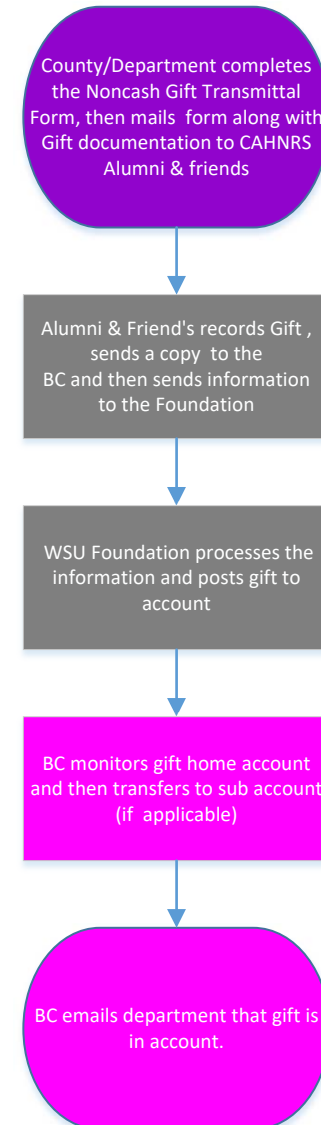 County/Department completes
the Noncash Gift Transmittal
Form, then mails form along with
Gift documentation to CAHNRS
Alumni & friends
Alumni & Friend's records Gift ,
sends a copy to the
BC and then sends information
to the Foundation
WSU Foundation processes the
information and posts gift to
account
BC monitors gift home account
and then transfers to sub account
(if applicable)
BC emails department that gift is
in account.